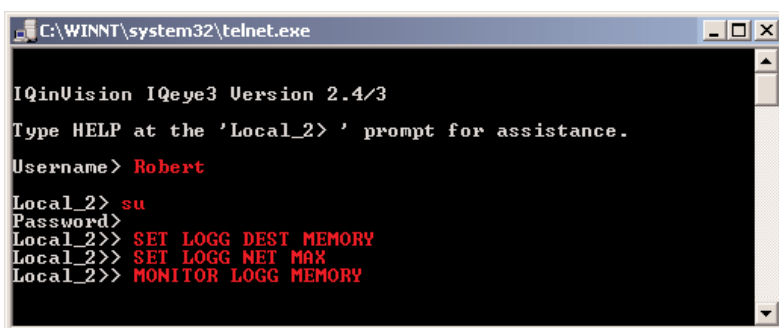 C:\WINNT\system32\telnet.exe
IQinVision IQeye3 Version 2.4/3
Type HELP at the 'Local_2> ' prompt for assistance.
Username> Robert
Local_2> su
Password>
Local_2>> SET LOGG DEST MEMORY
Local_2>> SET LOGG NET MAX
Local_2>> MONITOR LOGG MEMORY